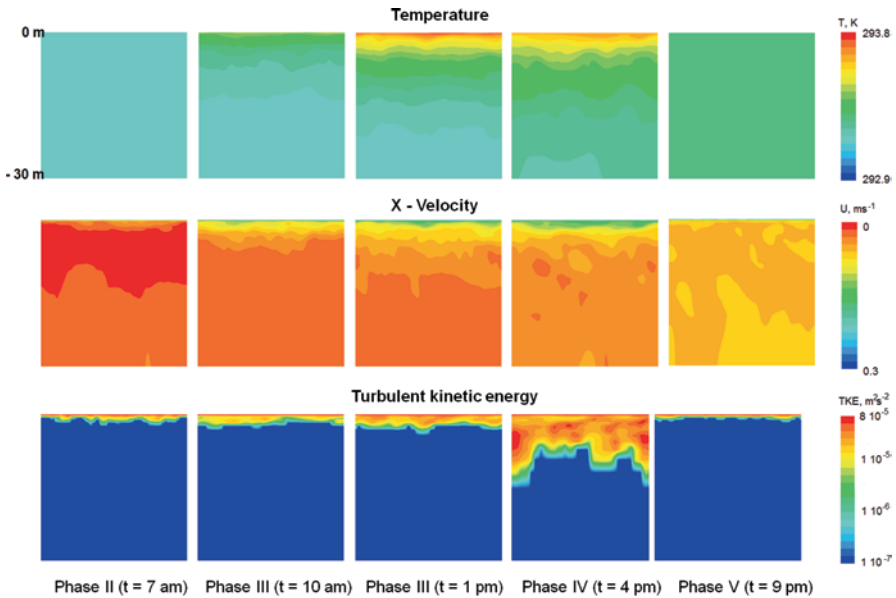 Temperature
0 m
- 30 m
T, K
293.8
292.9
X - Velocity
U, ms⁻¹
0
0.3
Turbulent kinetic energy
TKE, m²s⁻²
8 10⁻⁵
1 10⁻⁵
1 10⁻⁶
1 10⁻⁷
Phase II (t = 7 am) Phase III (t = 10 am) Phase III (t = 1 pm) Phase IV (t = 4 pm) Phase V (t = 9 pm)